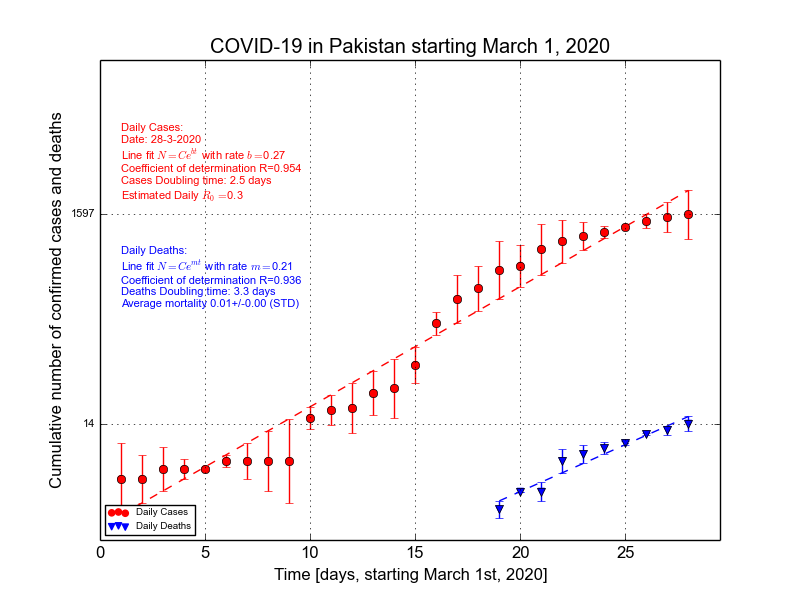 COVID-19 in Pakistan starting March 1, 2020
Cumulative number of confirmed cases and deaths
Daily Cases:
Date: 28-3-2020
Line fit N = Ce^{bt} with rate b = 0.27
Coefficient of determination R=0.954
Cases Doubling time: 2.5 days
Estimated Daily R_0 = 0.3
1597
Daily Deaths:
Line fit N = Ce^{mt} with rate m = 0.21
Coefficient of determination R=0.936
Deaths Doubling time: 3.3 days
Average mortality 0.01+/-0.00 (STD)
14
Daily Cases
Daily Deaths
0 5 10 15 20 25
Time [days, starting March 1st, 2020]